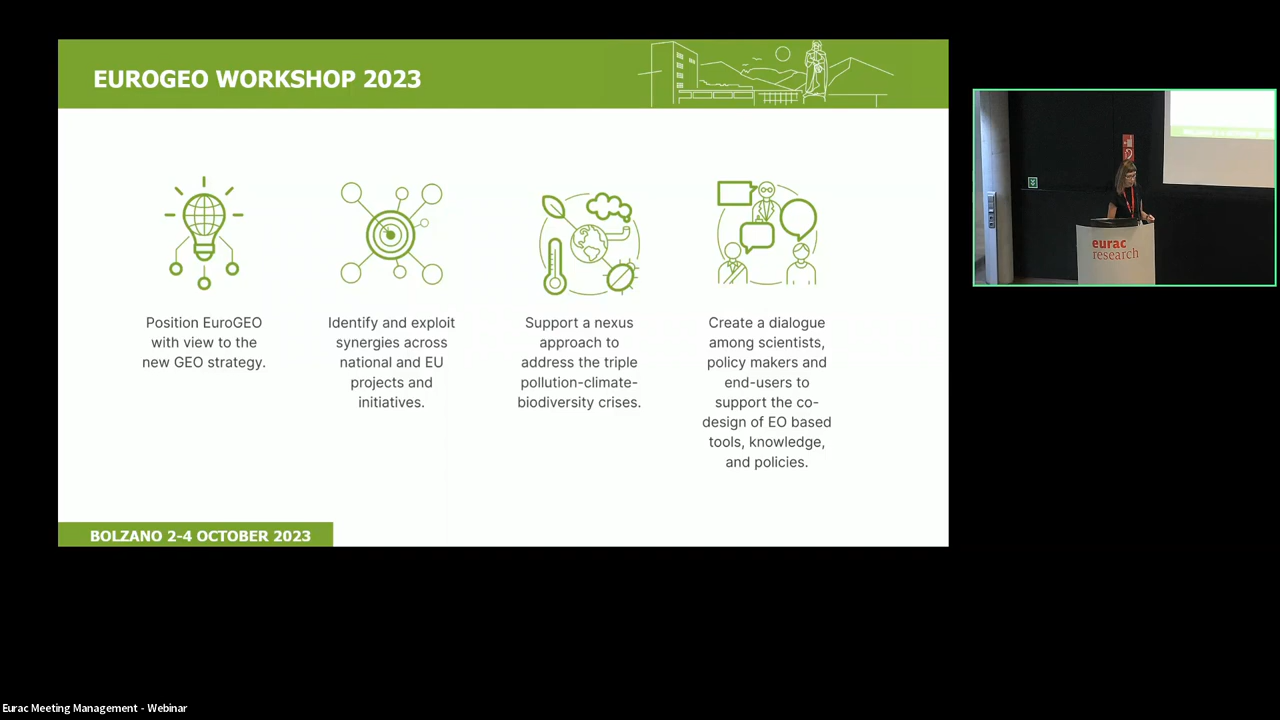 EUROGEO WORKSHOP 2023
Position EuroGEO
with view to the
new GEO strategy.
Identify and exploit
synergies across
national and EU
projects and
initiatives.
Support a nexus
approach to
address the triple
pollution-climate-
biodiversity crises.
Create a dialogue
among scientists,
policy makers and
end-users to
support the co-
design of EO based
tools, knowledge,
and policies.
BOLZANO 2-4 OCTOBER 2023
eurac
research
Eurac Meeting Management - Webinar